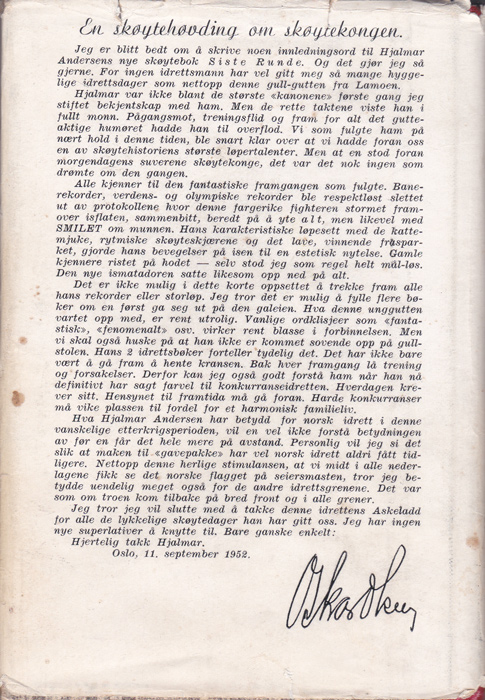 En skøytehøvding om skøytekongen.
Jeg er blitt bedt om å skrive noen innledningsord til Hjalmar
Andersens nye skøytebok Siste Runde. Og det gjør jeg så
gjerne. For ingen idrettsmann har vel gitt meg så mange hygge-
lige idrettsdager som nettopp denne gull-gutten fra Lamoen.
Hjalmar var ikke blant de største «kanonene» første gang jeg
stiftet bekjentskap med ham. Men de rette taktene viste han i
fullt monn. Pågangsmot, treningsflid og fram for alt det gutte-
aktige humøret hadde han til overflod. Vi som fulgte ham på
nært hold i denne tiden, ble snart klar over at vi hadde foran oss
en av skøytehistoriens største løpertalenter. Men at en stod foran
morgendagens suverene skøytekonge, det var det nok ingen som
drømte om den gangen.
Alle kjenner til den fantastiske framgangen som fulgte. Bane-
rekorder, verdens- og olympiske rekorder ble respektløst slettet
ut av protokollene hvor denne fargerike fighteren stormet fram-
over isflaten, sammenbitt, beredt på å yte alt, men likevel med
SMILET om munnen. Hans karakteristiske løpesett med de katte-
mjuke, rytmiske skøyteskjærene og det lave, vinnende fraspar-
ket, gjorde hans bevegelser på isen til en estetisk nytelse. Gamle
kjennere ristet på hodet — selv stod jeg som regel helt mål-løs.
Den nye ismatadoren satte likesom opp ned på alt.
Det er ikke mulig i dette korte oppsettet å trekke fram alle
hans rekorder eller storløp. Jeg tror det er mulig å fylle flere bø-
ker om en først ga seg ut på den galeien. Hva denne unggutten
vartet opp med, er rent utrolig. Vanlige ordklisjeer som «fanta-
stisk», «fenomenalt» osv. virker rent blasse i forbinnelsen. Men
vi skal også huske på at han ikke er kommet sovende opp på gull-
stolen. Hans 2 idrettsbøker forteller tydelig det. Det har ikke bare
vært å gå fram å hente kransen. Bak hver framgang lå trening
og forsakelser. Derfor kan jeg også godt forstå ham når han nå
definitivt har sagt farvel til konkurranseidretten. Hverdagen kre-
ver sitt. Hensynet til framtida må gå foran. Harde konkurranser
må vike plassen til fordel for et harmonisk familieliv.
Hva Hjalmar Andersen har betydd for norsk idrett i denne
vanskelige etterkrigsperioden, vil en vel ikke forstå betydningen
av før en får det hele mere på avstand. Personlig vil jeg si det
slik at maken til «gavepakke» har vel norsk idrett aldri fått tid-
ligere. Nettopp denne herlige stimulansen, at vi midt i alle neder-
lagene fikk se det norske flagget på seiersmasten, tror jeg be-
tydde uendelig meget også for de andre idrettsgrenene. Det var
som om troen kom tilbake på bred front og i alle grener.
Jeg tror jeg vil slutte med å takke denne idrettens Askeladd
for alle de lykkelige skøytedager han har gitt oss. Jeg har ingen
nye superlativer å knytte til. Bare ganske enkelt:
Hjertelig takk Hjalmar.
Oslo, 11. september 1952.